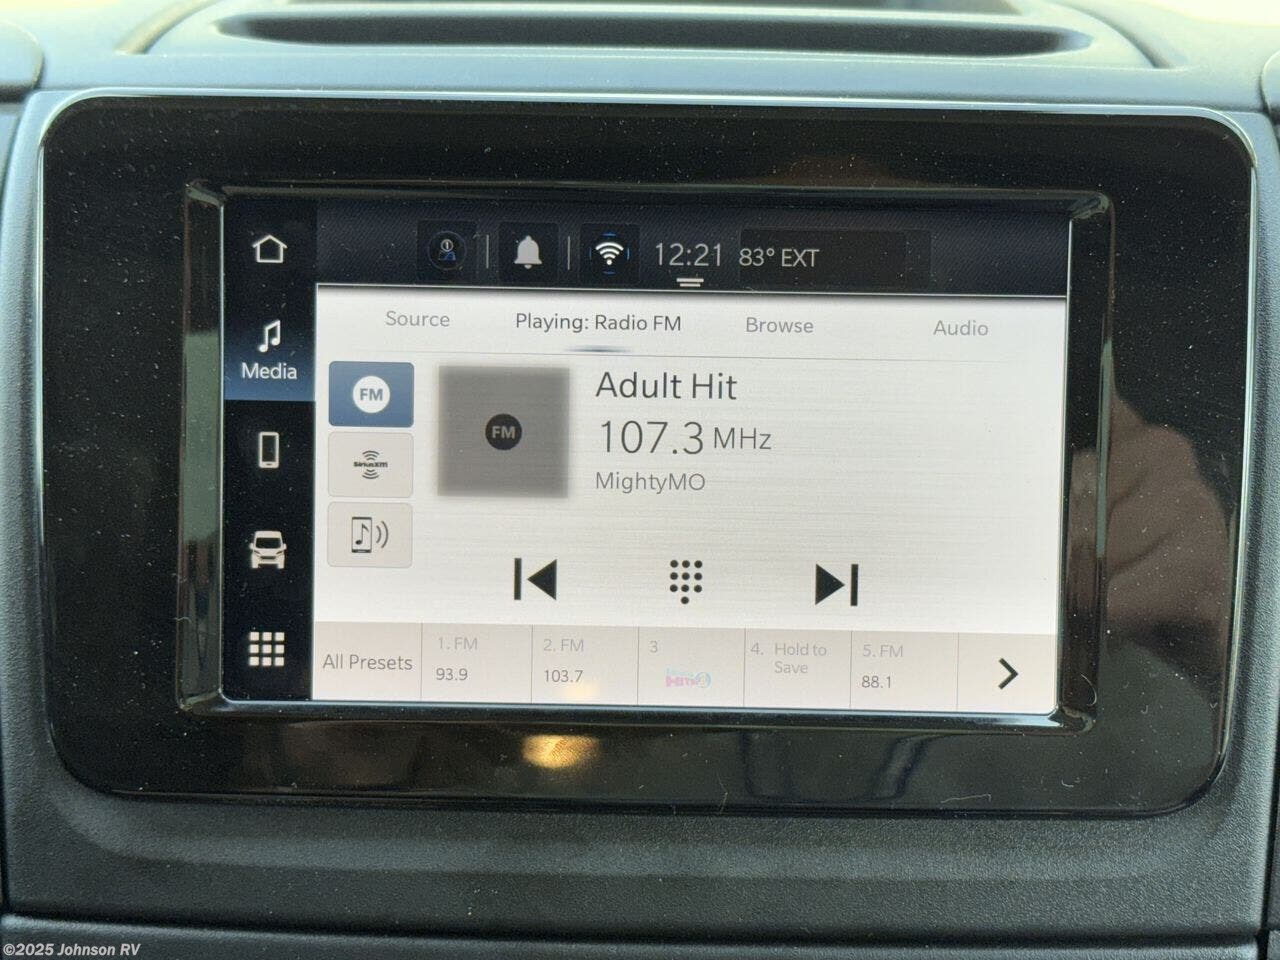 12:21 83° EXT
Source Playing: Radio FM Browse Audio
Media
FM
FM
Adult Hit
107.3 MHz
MightyMO
SiriusXM
All Presets
1. FM
93.9
2. FM
103.7
3
4. Hold to
Save
5. FM
88.1
©2025 Johnson RV